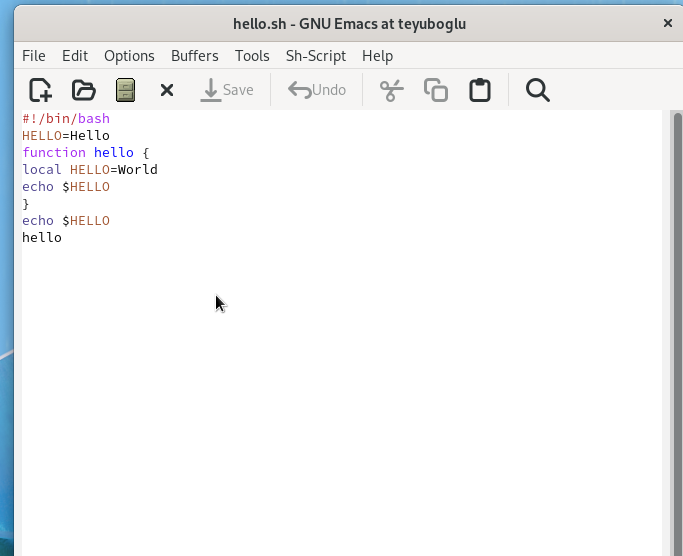 hello.sh - GNU Emacs at teyuboglu
File Edit Options Buffers Tools Sh-Script Help
Save Undo
#!/bin/bash
HELLO=Hello
function hello {
local HELLO=World
echo $HELLO
}
echo $HELLO
hello